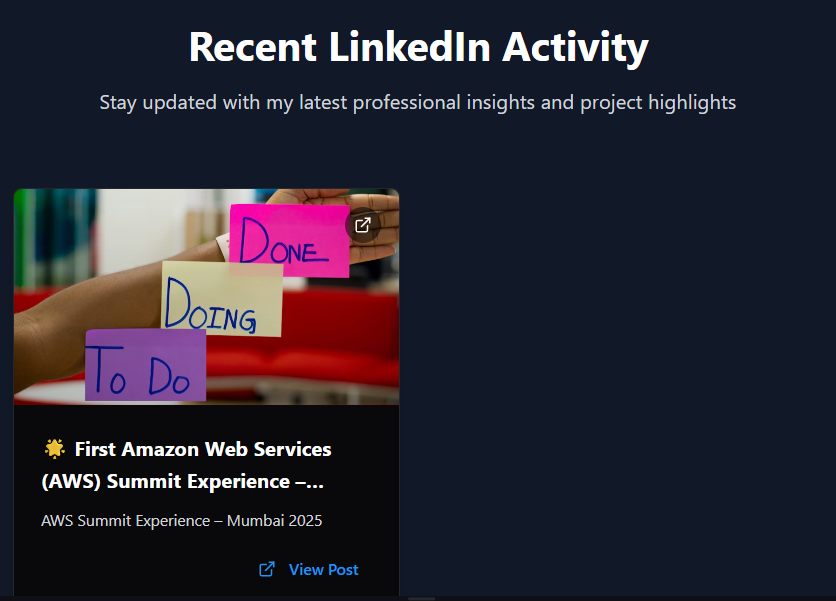 Recent LinkedIn Activity
Stay updated with my latest professional insights and project highlights
DONE
DOING
TO DO
🌟 First Amazon Web Services
(AWS) Summit Experience –...
AWS Summit Experience – Mumbai 2025
View Post